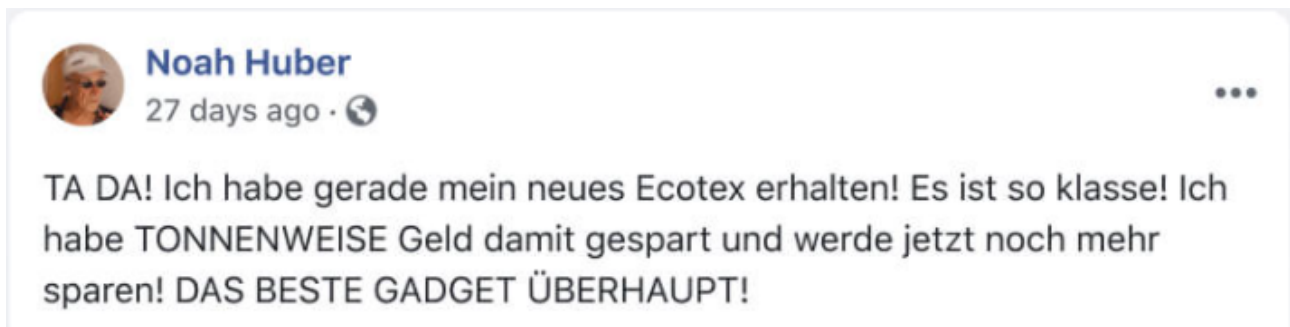 Noah Huber
27 days ago ·
TA DA! Ich habe gerade mein neues Ecotex erhalten! Es ist so klasse! Ich
habe TONNENWEISE Geld damit gespart und werde jetzt noch mehr
sparen! DAS BESTE GADGET ÜBERHAUPT!